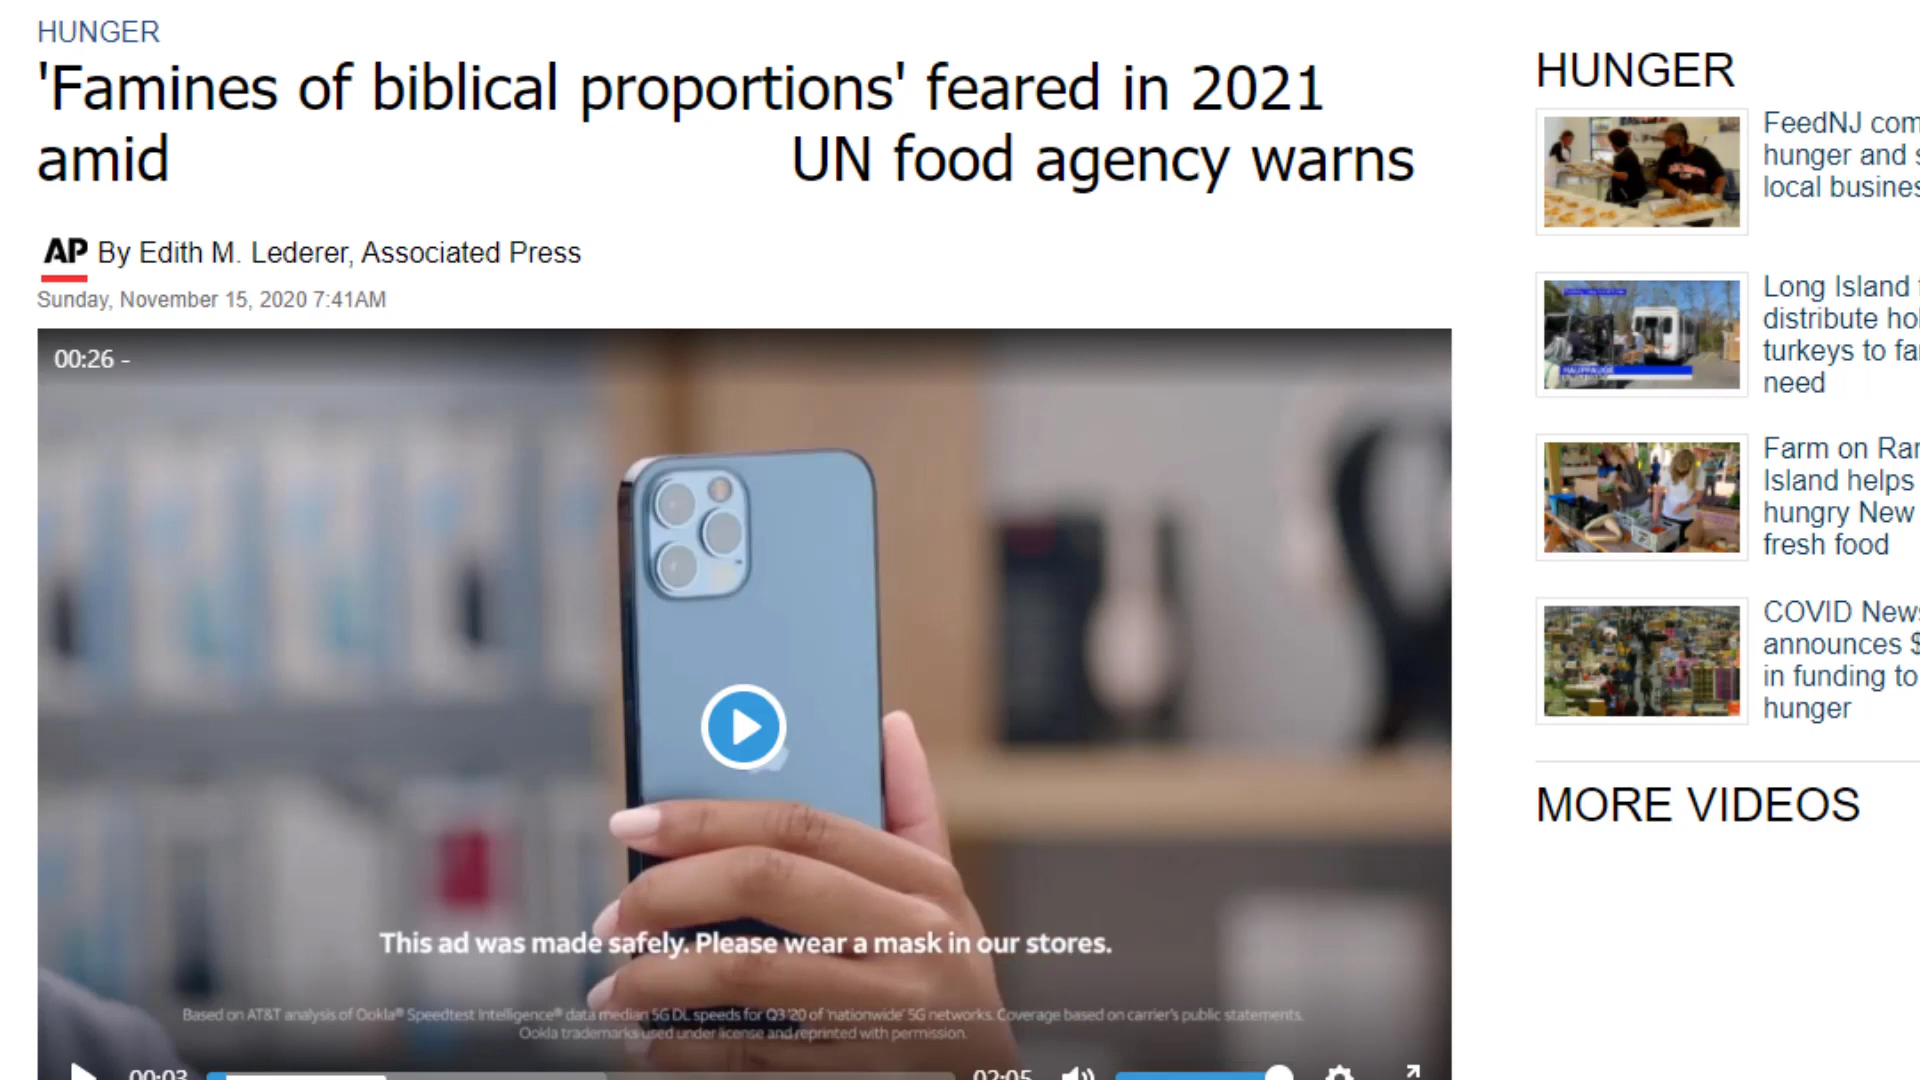 HUNGER
'Famines of biblical proportions' feared in 2021
amid UN food agency warns
AP By Edith M. Lederer, Associated Press
Sunday, November 15, 2020 7:41AM
00:26 -
This ad was made safely. Please wear a mask in our stores.
Based on AT&T analysis of Ookla® Speedtest Intelligence® data median 5G DL speeds for Q3 '20 of 'nationwide' 5G networks. Coverage based on carrier's public statements.
Ookla trademarks used under license and reprinted with permission.
00:03
02:05
HUNGER
FeedNJ com
hunger and s
local busines
Long Island f
distribute hol
turkeys to fa
need
Farm on Ran
Island helps
hungry New
fresh food
COVID News
announces $
in funding to
hunger
MORE VIDEOS